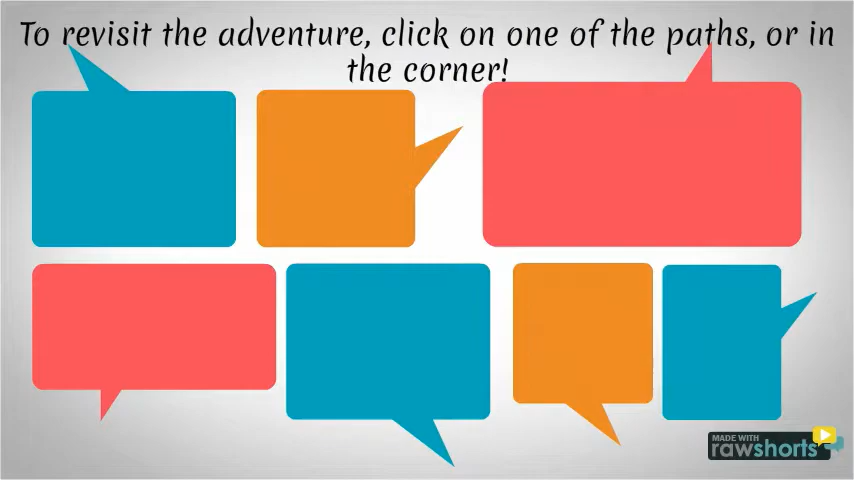 To revisit the adventure, click on one of the paths, or in
the corner!
MADE WITH
rawshorts